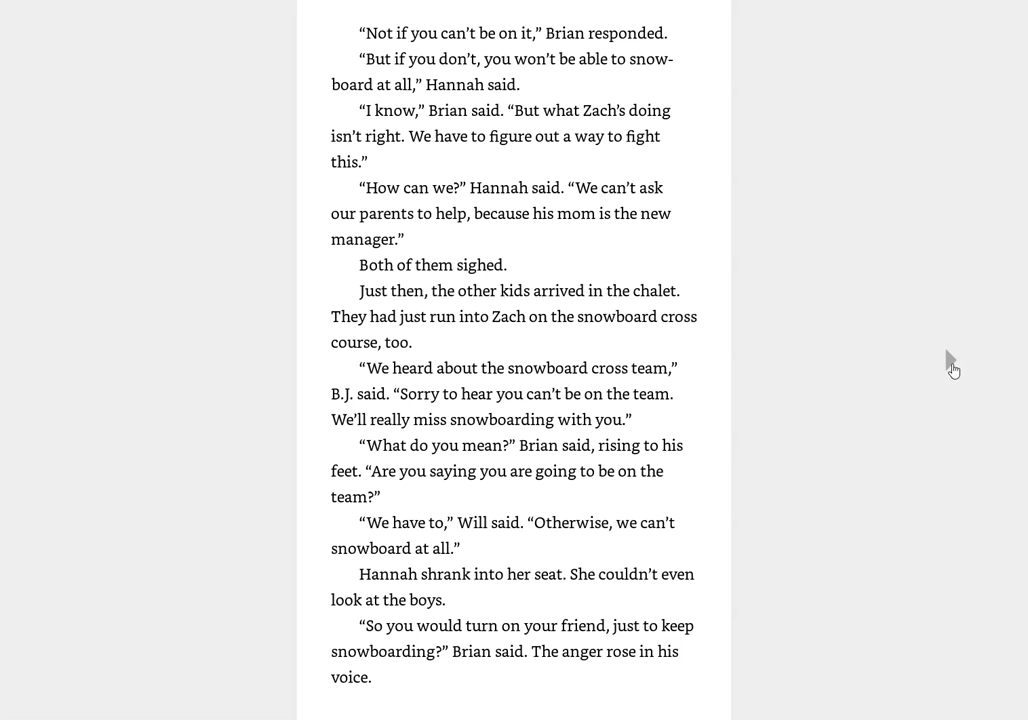 “Not if you can’t be on it,” Brian responded.
“But if you don’t, you won’t be able to snow-
board at all,” Hannah said.
“I know,” Brian said. “But what Zach’s doing
isn’t right. We have to figure out a way to fight
this.”
“How can we?” Hannah said. “We can’t ask
our parents to help, because his mom is the new
manager.”
Both of them sighed.
Just then, the other kids arrived in the chalet.
They had just run into Zach on the snowboard cross
course, too.
“We heard about the snowboard cross team,”
B.J. said. “Sorry to hear you can’t be on the team.
We’ll really miss snowboarding with you.”
“What do you mean?” Brian said, rising to his
feet. “Are you saying you are going to be on the
team?”
“We have to,” Will said. “Otherwise, we can’t
snowboard at all.”
Hannah shrank into her seat. She couldn’t even
look at the boys.
“So you would turn on your friend, just to keep
snowboarding?” Brian said. The anger rose in his
voice.